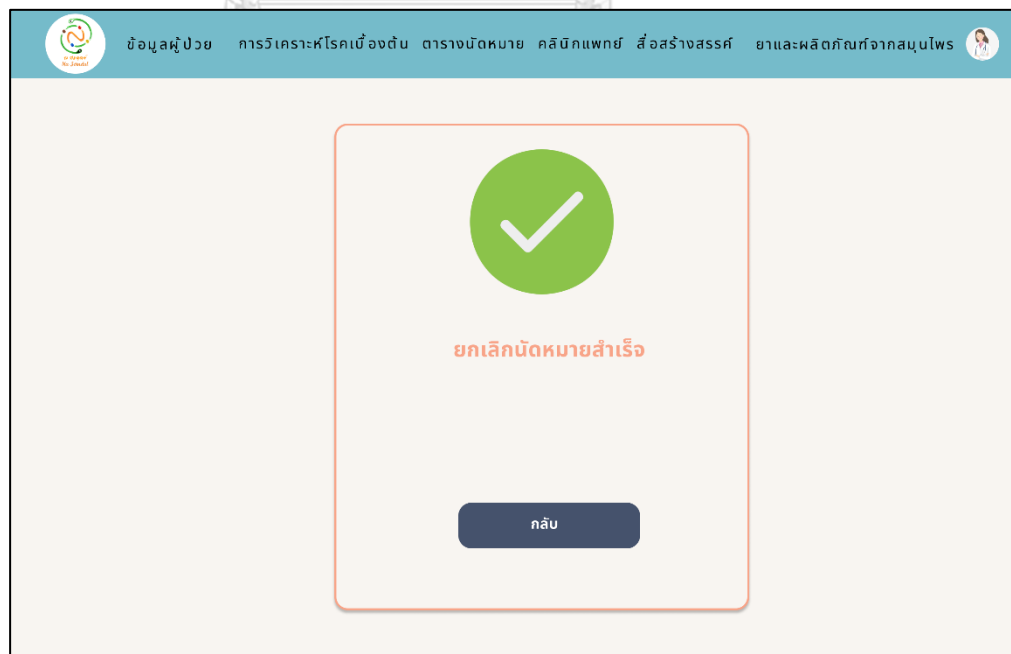 ข้อมูลผู้ป่วย การวิเคราะห์โรคเบื้องต้น ตารางนัดหมาย คลินิกแพทย์ สื่อสร้างสรรค์ ยาและผลิตภัณฑ์จากสมุนไพร
ยกเลิกนัดหมายสำเร็จ
กลับ